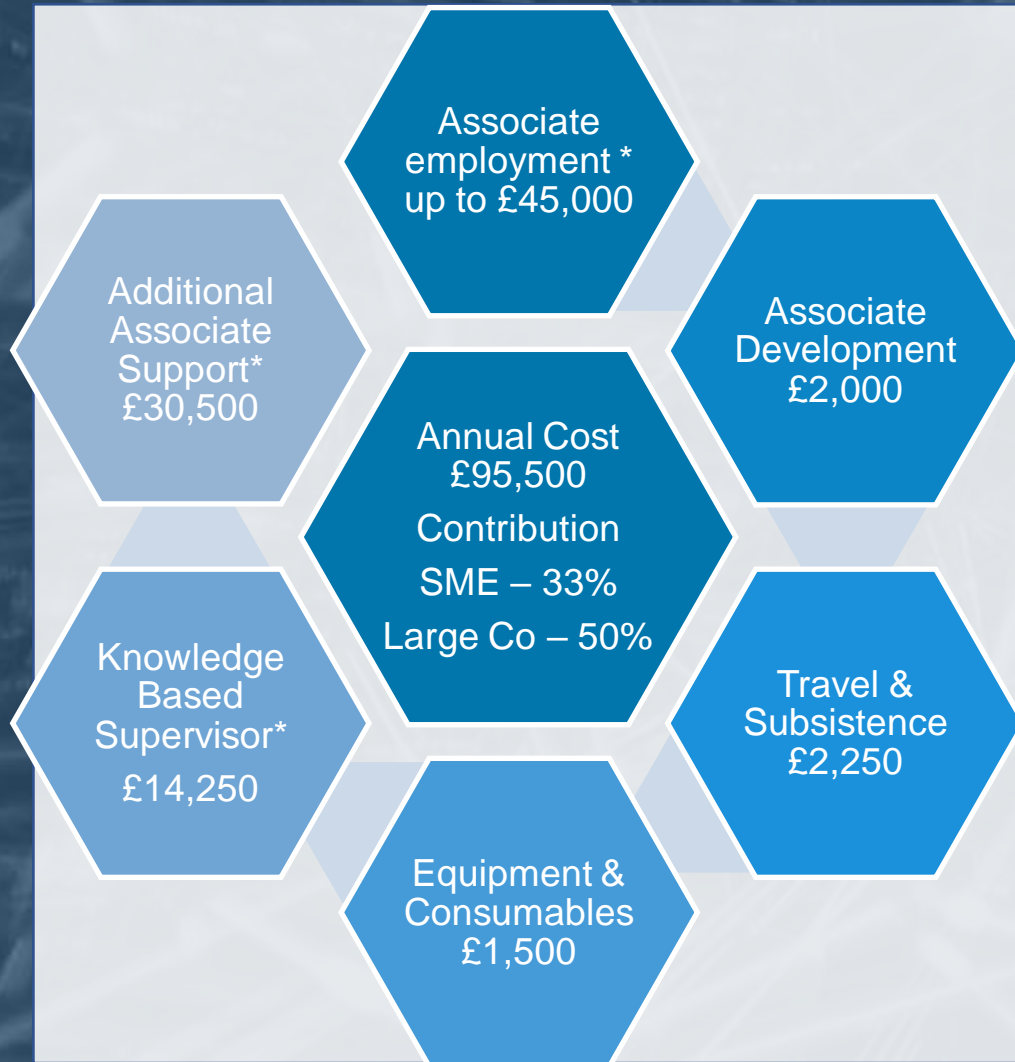 Associate
employment *
up to £45,000
Associate
Development
£2,000
Travel &
Subsistence
£2,250
Equipment &
Consumables
£1,500
Knowledge
Based
Supervisor*
£14,250
Additional
Associate
Support*
£30,500
Annual Cost
£95,500
Contribution
SME – 33%
Large Co – 50%